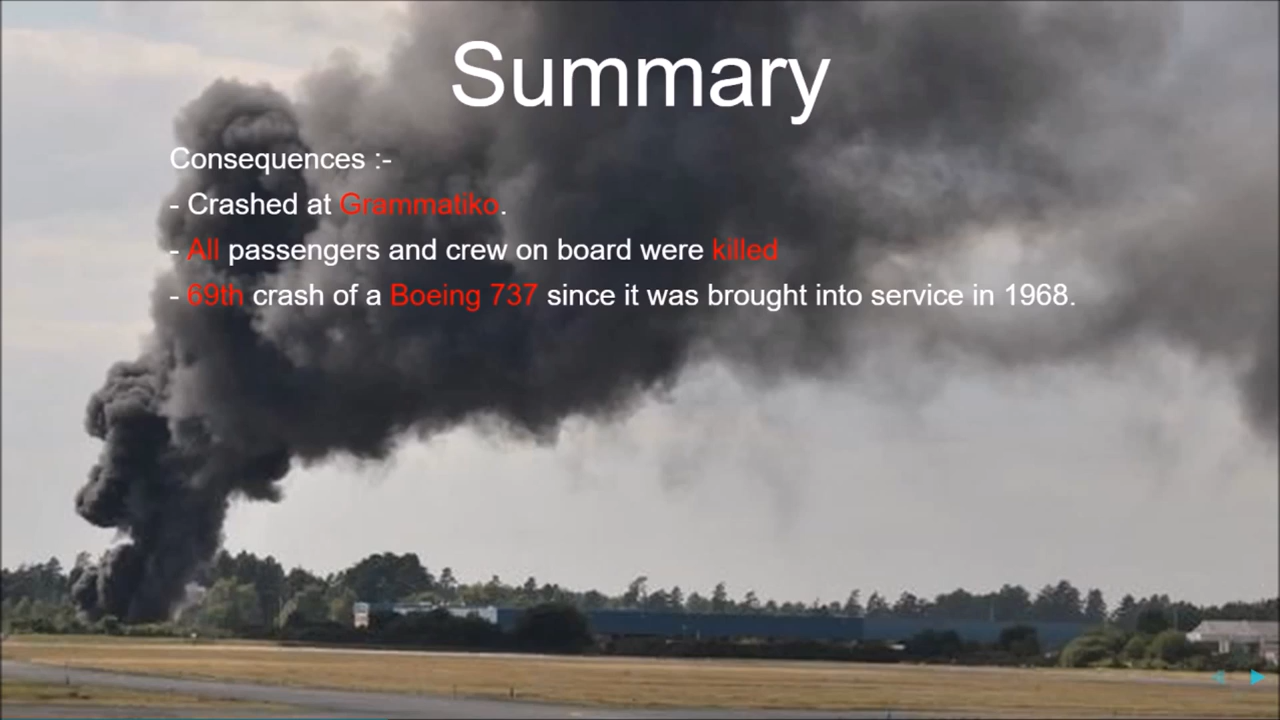 Summary
Consequences :-
- Crashed at Grammatiko.
- All passengers and crew on board were killed
- 69th crash of a Boeing 737 since it was brought into service in 1968.